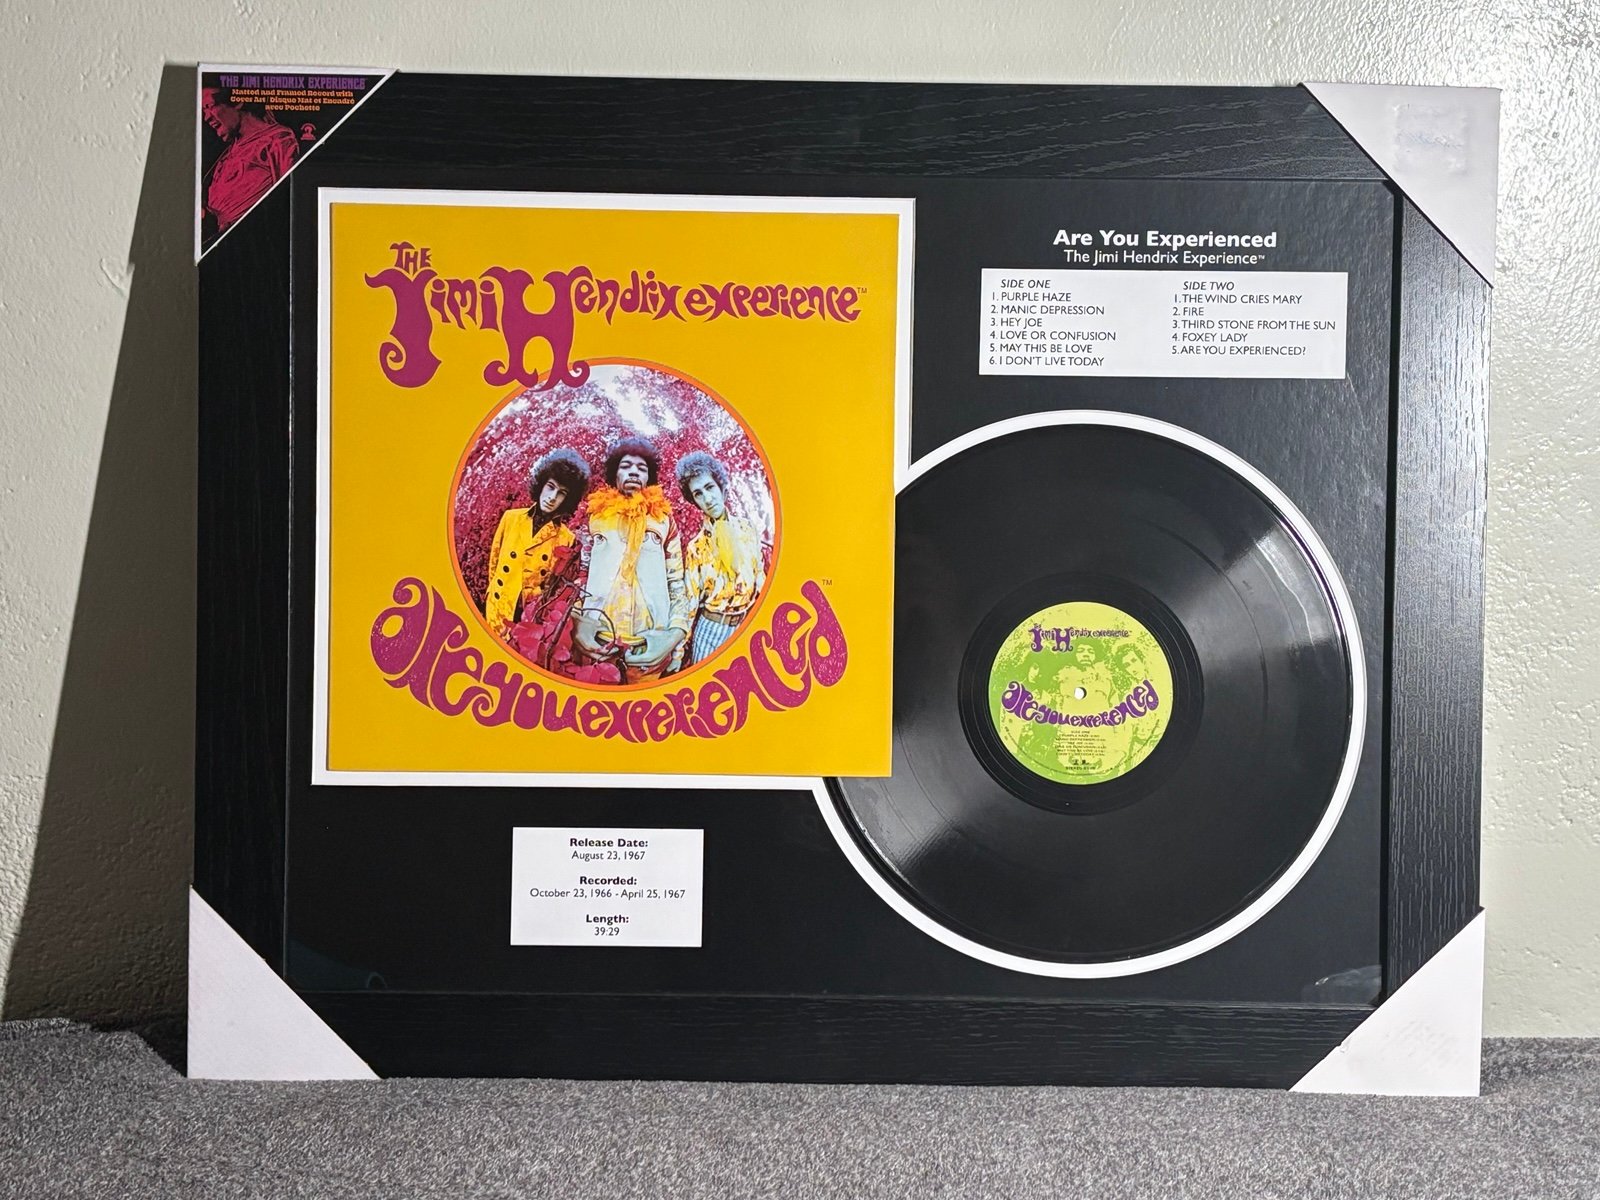 THE JIMI HENDRIX EXPERIENCE
Matted and Framed Record with
Cover Art | Disque Mat et Encadré
avec Pochette
THE
Jimi Hendrix experience™
are you experienced™
Are You Experienced
The Jimi Hendrix Experience™
SIDE ONE
1. PURPLE HAZE
2. MANIC DEPRESSION
3. HEY JOE
4. LOVE OR CONFUSION
5. MAY THIS BE LOVE
6. I DON'T LIVE TODAY
SIDE TWO
1. THE WIND CRIES MARY
2. FIRE
3. THIRD STONE FROM THE SUN
4. FOXEY LADY
5. ARE YOU EXPERIENCED?
THE
Jimi Hendrix experience
are you experienced
SIDE ONE
Release Date:
August 23, 1967
Recorded:
October 23, 1966 - April 25, 1967
Length:
39:29